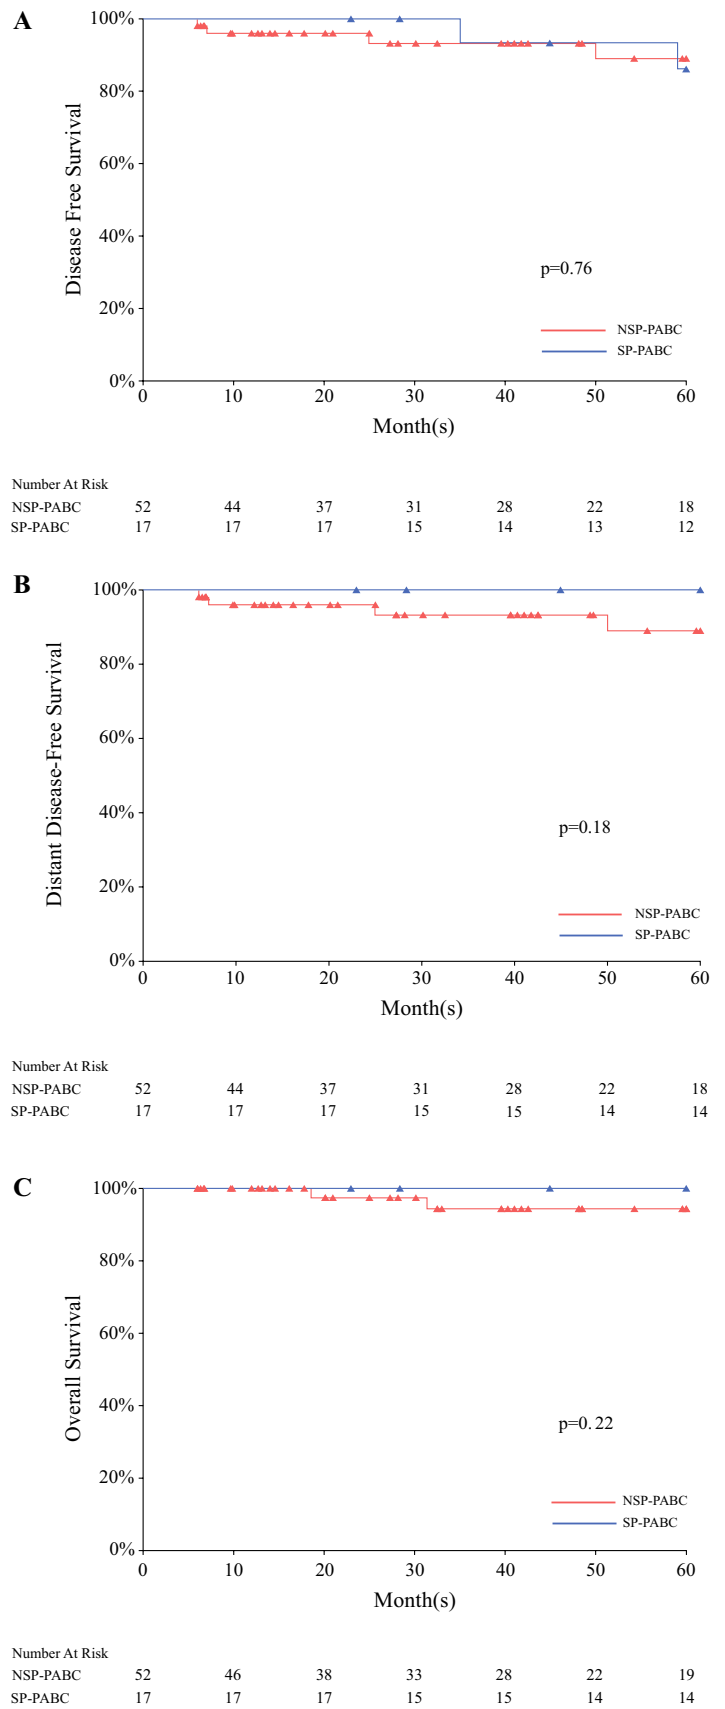 A
100%
80%
60%
40%
20%
0%
Disease Free Survival
p=0.76
NSP-PABC
SP-PABC
0 10 20 30 40 50 60
Month(s)
Number At Risk
NSP-PABC 52 44 37 31 28 22 18
SP-PABC 17 17 17 15 14 13 12
B
100%
80%
60%
40%
20%
0%
Distant Disease-Free Survival
p=0.18
NSP-PABC
SP-PABC
0 10 20 30 40 50 60
Month(s)
Number At Risk
NSP-PABC 52 44 37 31 28 22 18
SP-PABC 17 17 17 15 15 14 14
C
100%
80%
60%
40%
20%
0%
Overall Survival
p=0.22
NSP-PABC
SP-PABC
0 10 20 30 40 50 60
Month(s)
Number At Risk
NSP-PABC 52 46 38 33 28 22 19
SP-PABC 17 17 17 15 15 14 14